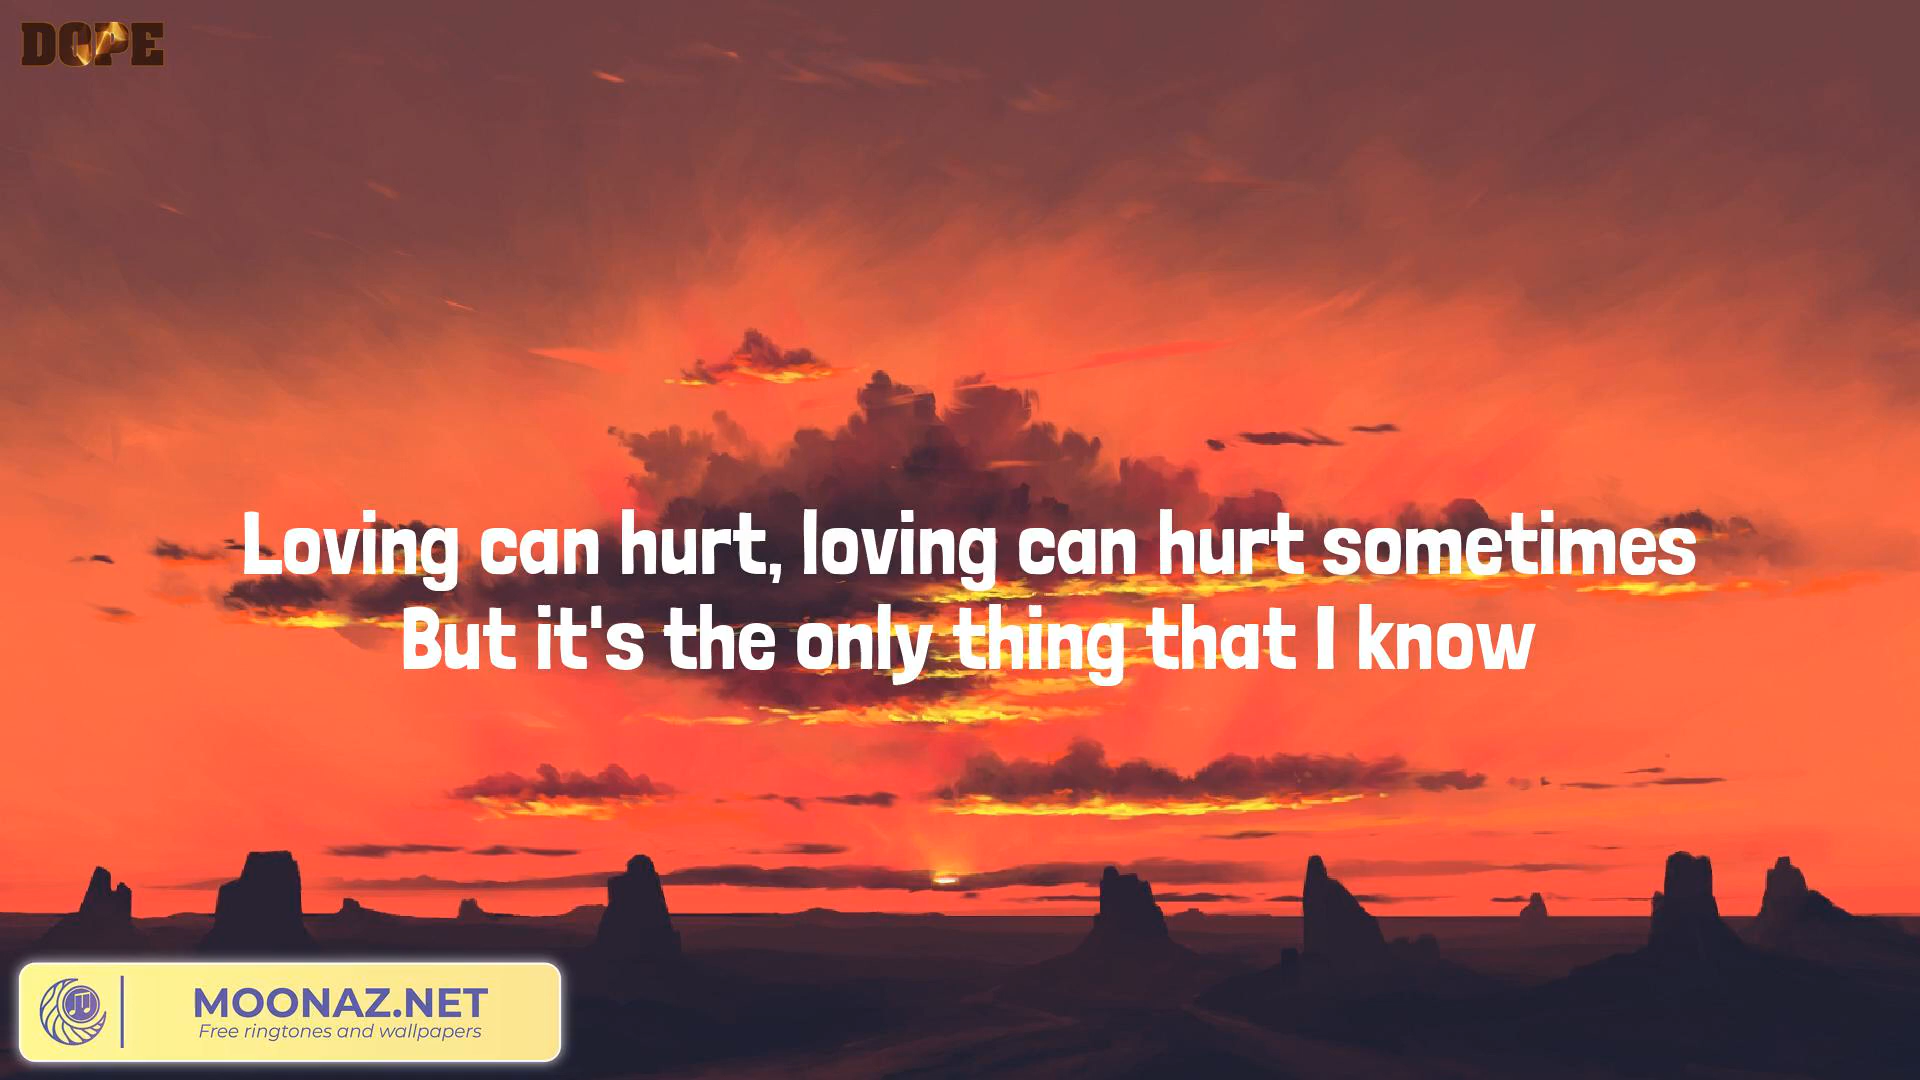 DOPE
Loving can hurt, loving can hurt sometimes
But it's the only thing that I know
MOONAZ.NET
Free ringtones and wallpapers